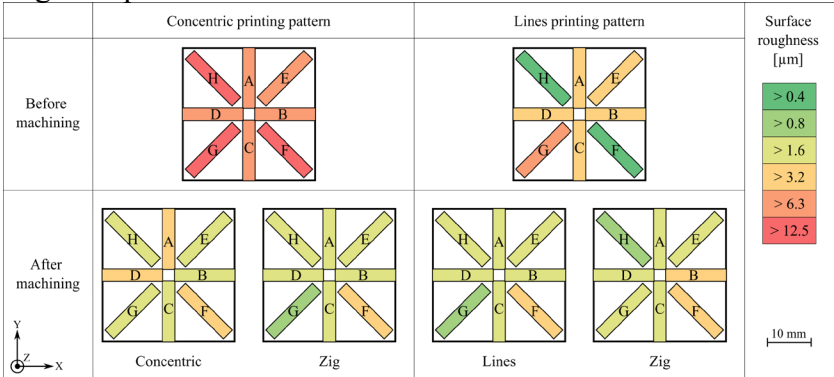 Concentric printing pattern
Lines printing pattern
Surface
roughness
[µm]
Before
machining
H A E
D B
G C F
H A E
D B
G C F
> 0.4
> 0.8
> 1.6
> 3.2
> 6.3
> 12.5
After
machining
H A E
D B
G C F
Concentric
H A E
D B
G C F
Zig
H A E
D B
G C F
Lines
H A E
D B
G C F
Zig
10 mm
Y
Z
X